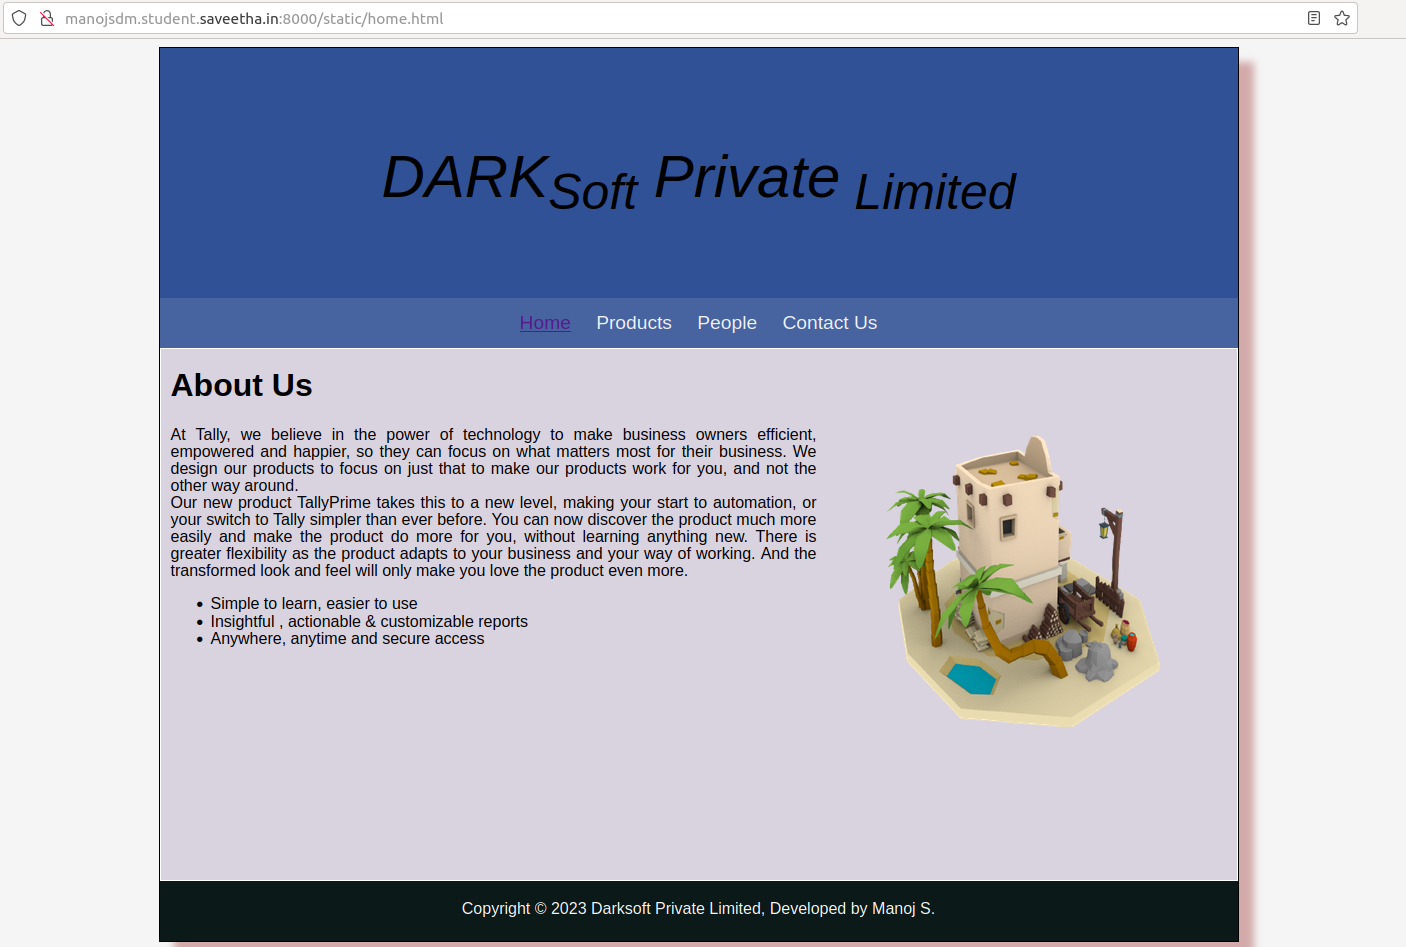 manojsdm.student.saveetha.in:8000/static/home.html
DARKSoft Private Limited
Home Products People Contact Us
About Us
At Tally, we believe in the power of technology to make business owners efficient,
empowered and happier, so they can focus on what matters most for their business. We
design our products to focus on just that to make our products work for you, and not the
other way around.
Our new product TallyPrime takes this to a new level, making your start to automation, or
your switch to Tally simpler than ever before. You can now discover the product much more
easily and make the product do more for you, without learning anything new. There is
greater flexibility as the product adapts to your business and your way of working. And the
transformed look and feel will only make you love the product even more.
• Simple to learn, easier to use
• Insightful , actionable & customizable reports
• Anywhere, anytime and secure access
Copyright © 2023 Darksoft Private Limited, Developed by Manoj S.